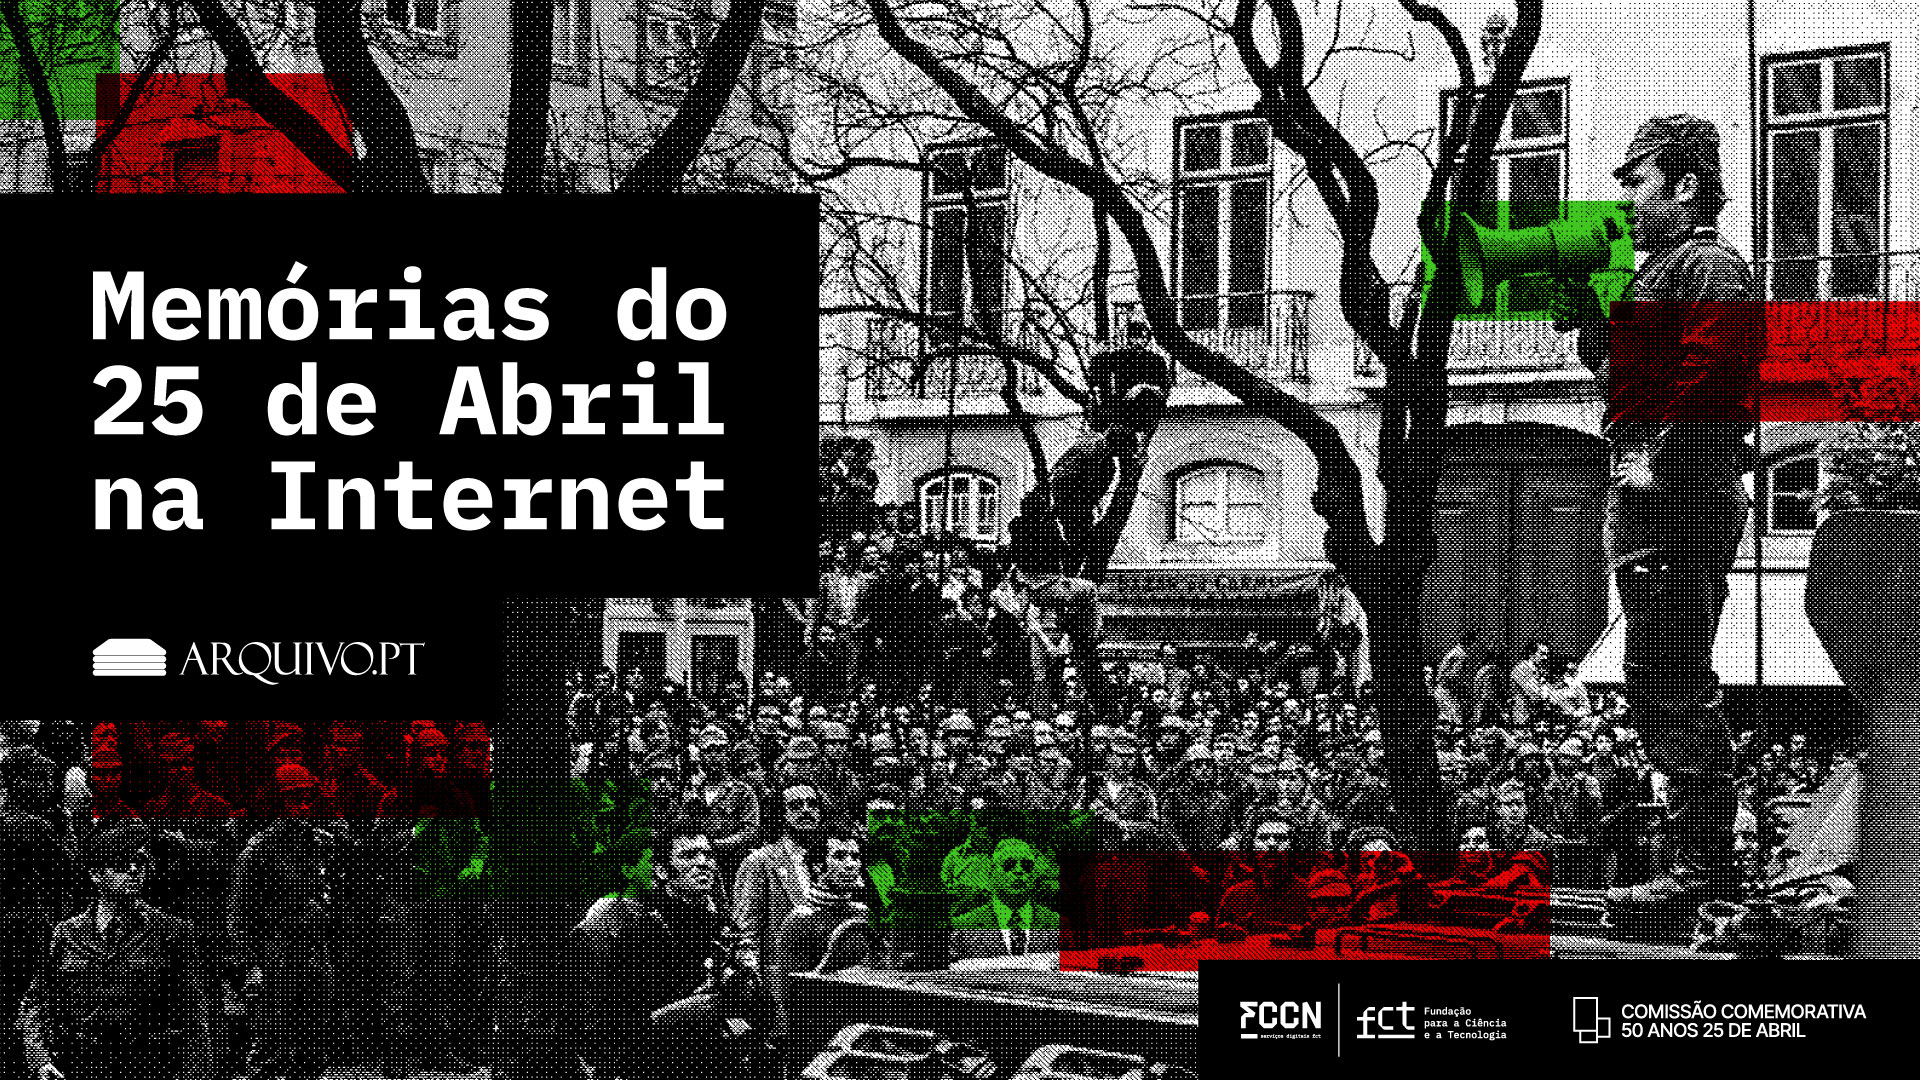 Memórias do
25 de Abril
na Internet
ARQUIVO.PT
FCCN
serviços digitais fct
fct
Fundação
para a Ciência
e a Tecnologia
COMISSÃO COMEMORATIVA
50 ANOS 25 DE ABRIL